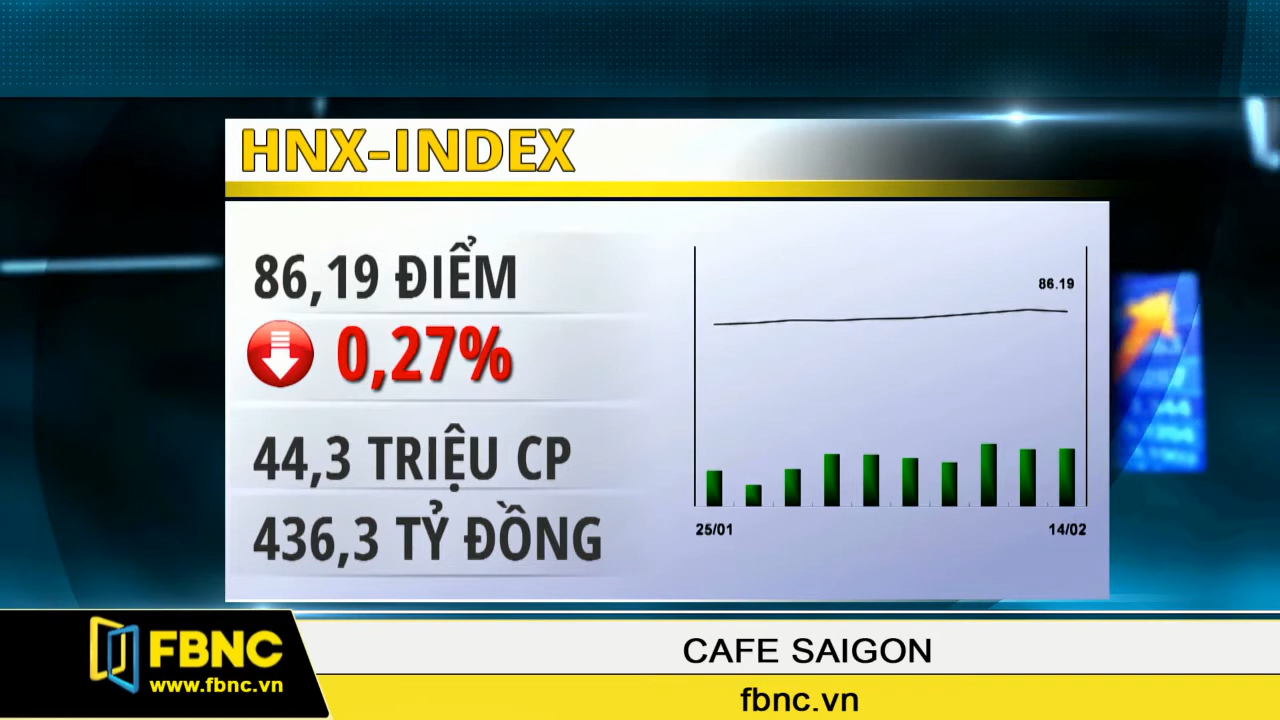 HNX-INDEX
86,19 ĐIỂM
0,27%
44,3 TRIỆU CP
436,3 TỶ ĐỒNG
86.19
25/01
14/02
FBNC
www.fbnc.vn
CAFE SAIGON
fbnc.vn